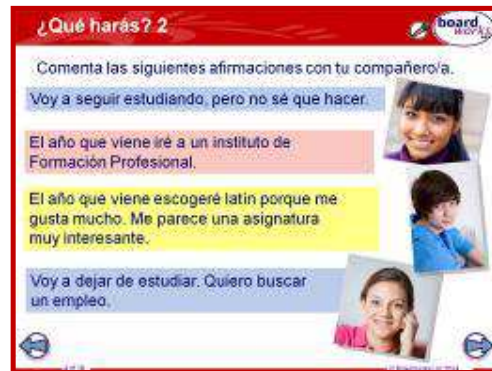 ¿Qué harás? 2
board
works
Comenta las siguientes afirmaciones con tu compañero/a.
Voy a seguir estudiando, pero no sé que hacer.
El año que viene iré a un instituto de
Formación Profesional.
El año que viene escogeré latín porque me
gusta mucho. Me parece una asignatura
muy interesante.
Voy a dejar de estudiar. Quiero buscar
un empleo.